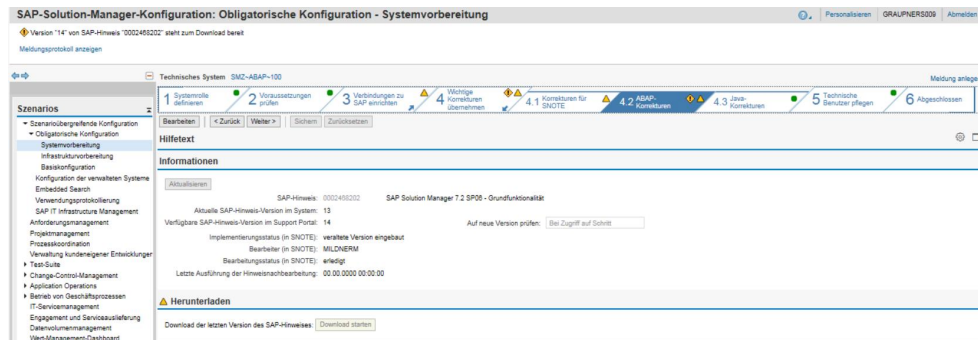 SAP-Solution-Manager-Konfiguration: Obligatorische Konfiguration - Systemvorbereitung
Personalisieren GRAUPNERS009 Abmelden
Version "14" von SAP-Hinweis "0002468202" steht zum Download bereit
Meldungsprotokoll anzeigen
Technisches System SMZ~ABAP~100
Meldung anlege
1 Systemrolle definieren
2 Voraussetzungen prüfen
3 Verbindungen zu SAP einrichten
4 Wichtige Korrekturen übernehmen
4.1 Korrekturen für SNOTE
4.2 ABAP-Korrekturen
4.3 Java-Korrekturen
5 Technische Benutzer pflegen
6 Abgeschlossen
Szenarios
Szenarioübergreifende Konfiguration
Obligatorische Konfiguration
Systemvorbereitung
Infrastrukturvorbereitung
Basiskonfiguration
Konfiguration der verwalteten Systeme
Embedded Search
Verwendungsprotokollierung
SAP IT Infrastructure Management
Anforderungsmanagement
Projektmanagement
Prozesskoordination
Verwaltung kundeneigener Entwicklunger
Test-Suite
Change-Control-Management
Application Operations
Betrieb von Geschäftsprozessen
IT-Servicemanagement
Engagement und Serviceauslieferung
Datenvolumenmanagement
Wert-Management-Dashboard
Bearbeiten < Zurück Weiter > Sichern Zurücksetzen
Hilfetext
Informationen
Aktualisieren
SAP-Hinweis: 0002468202 SAP Solution Manager 7.2 SP06 - Grundfunktionalität
Aktuelle SAP-Hinweis-Version im System: 13
Verfügbare SAP-Hinweis-Version im Support Portal: 14 Auf neue Version prüfen: Bei Zugriff auf Schritt
Implementierungsstatus (in SNOTE): veraltete Version eingebaut
Bearbeiter (in SNOTE): MILDNERM
Bearbeitungsstatus (in SNOTE): erledigt
Letzte Ausführung der Hinweisnachbearbeitung: 00.00.0000 00:00:00
Herunterladen
Download der letzten Version des SAP-Hinweises: Download starten